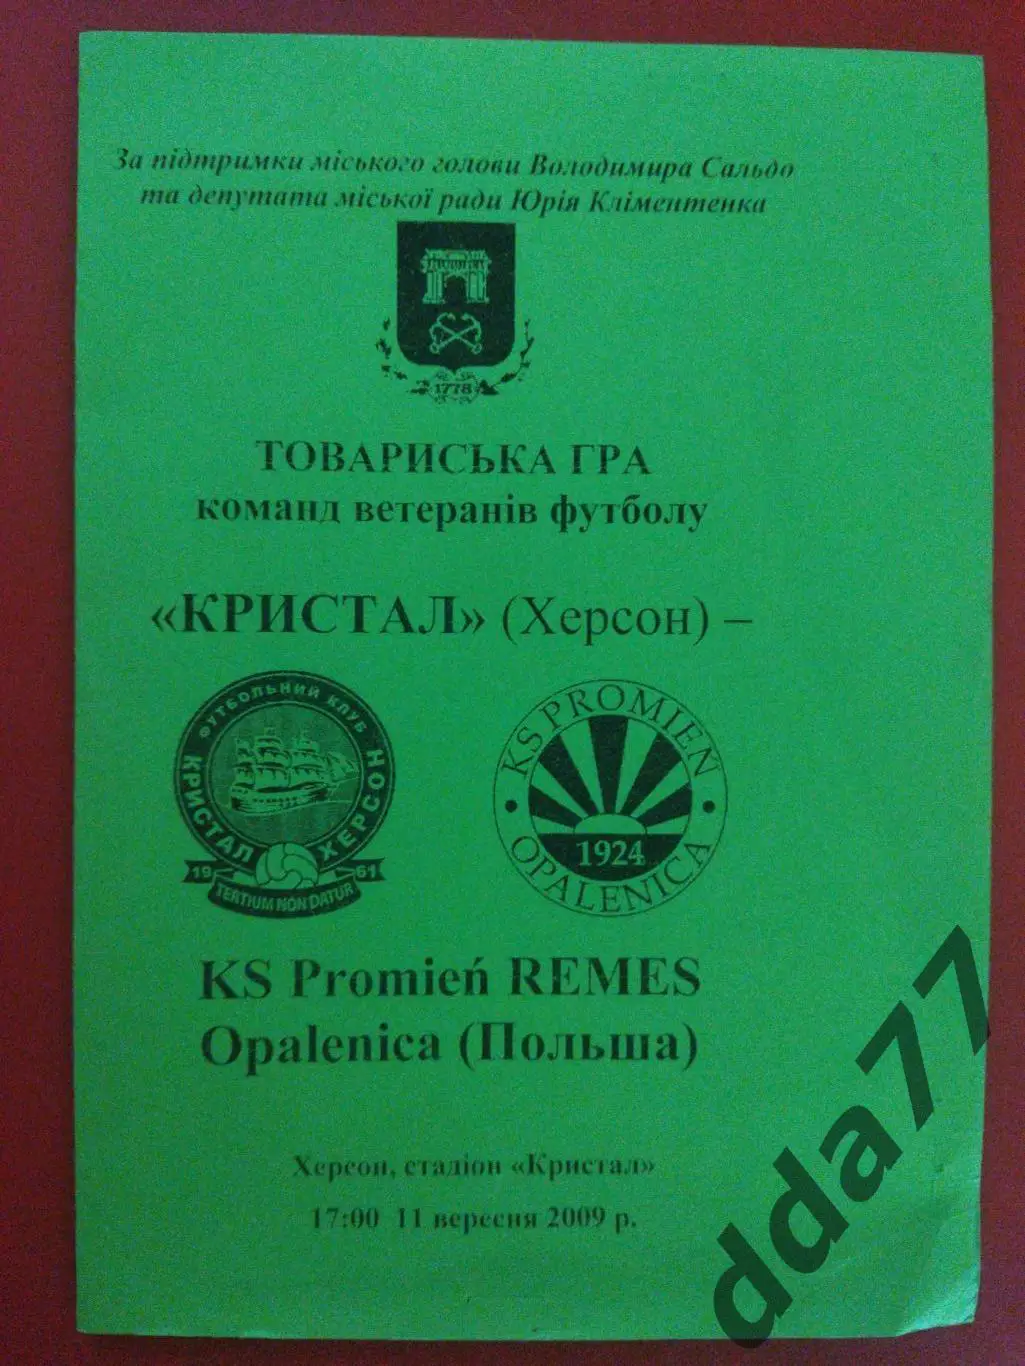 За підтримки міського голови Володимира Сальдо
та депутата міської ради Юрія Кліментенка
1778
ТОВАРИСЬКА ГРА
команд ветеранів футболу
«КРИСТАЛ» (Херсон) –
ФУТБОЛЬНИЙ КЛУБ
КРИСТАЛ ХЕРСОН
19 61
TERTIUM NON DATUR
KS PROMIEŃ
1924
OPALENICA
KS Promień REMES
Opalenica (Польша)
Херсон, стадіон «Кристал»
17:00 11 вересня 2009 р.
dda77